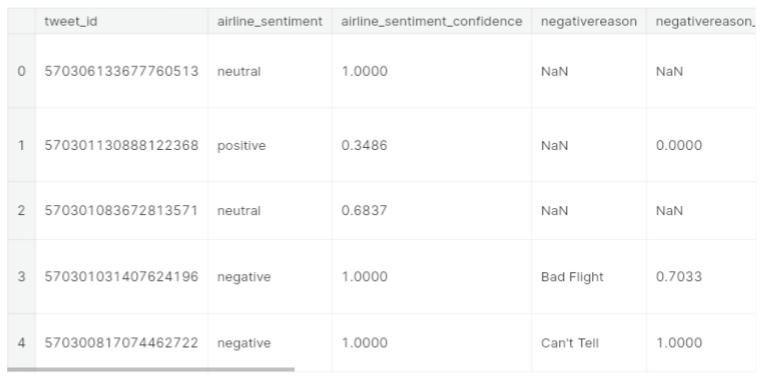 tweet_id airline_sentiment airline_sentiment_confidence negativereason negativereason_
0 570306133677760513 neutral 1.0000 NaN NaN
1 570301130888122368 positive 0.3486 NaN 0.0000
2 570301083672813571 neutral 0.6837 NaN NaN
3 570301031407624196 negative 1.0000 Bad Flight 0.7033
4 570300817074462722 negative 1.0000 Can't Tell 1.0000